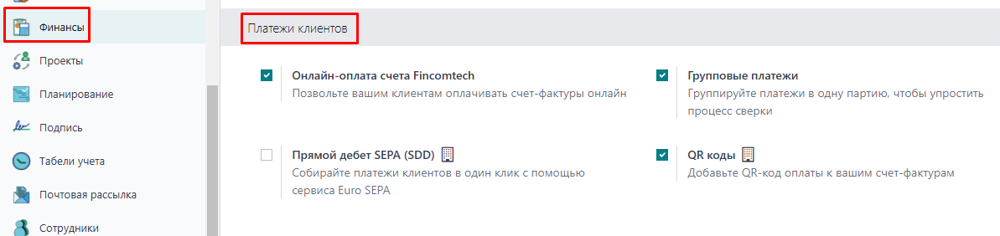 Финансы
Проекты
Планирование
Подпись
Табели учета
Почтовая рассылка
Сотрудники
Платежи клиентов
Онлайн-оплата счета Fincomtech
Позвольте вашим клиентам оплачивать счет-фактуры онлайн
Групповые платежи
Группируйте платежи в одну партию, чтобы упростить
процесс сверки
Прямой дебет SEPA (SDD)
Собирайте платежи клиентов в один клик с помощью
сервиса Euro SEPA
QR коды
Добавьте QR-код оплаты к вашим счет-фактурам